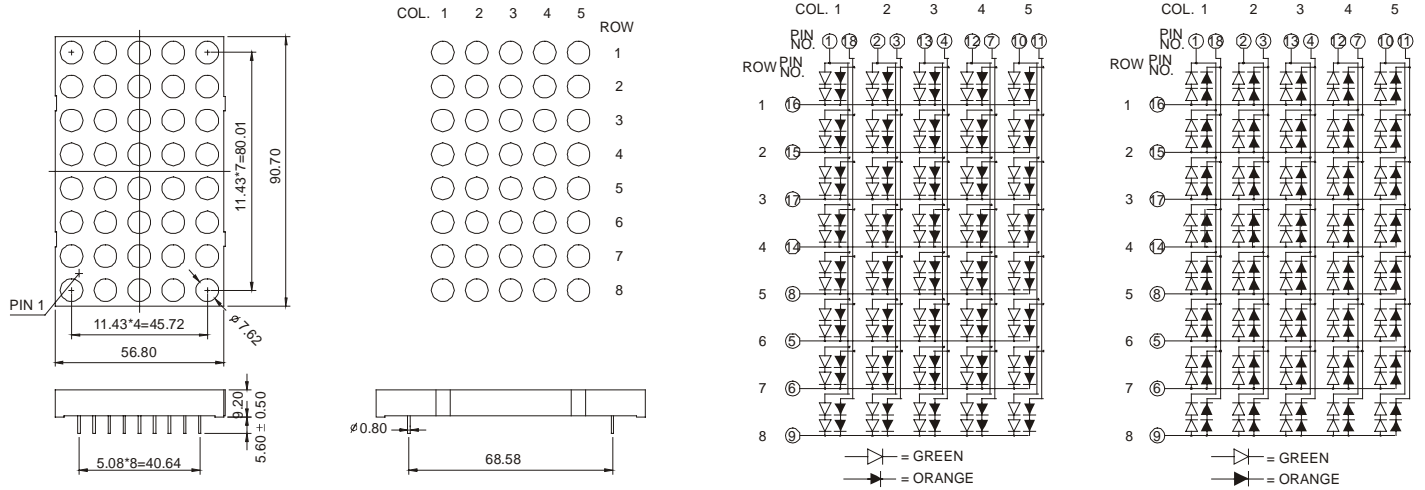 11.43*7=80.01
90.70
PIN 1
11.43*4=45.72
ø7.62
56.80
9.20
5.60 ± 0.50
5.08*8=40.64
COL. 1 2 3 4 5
ROW
1
2
3
4
5
6
7
8
ø0.80
68.58
COL. 1 2 3 4 5
PIN NO. 1 18 2 3 13 4 12 7 10 11
ROW PIN NO.
1 16
2 15
3 17
4 14
5 8
6 5
7 6
8 9
= GREEN
= ORANGE
COL. 1 2 3 4 5
PIN NO. 1 18 2 3 13 4 12 7 10 11
ROW PIN NO.
1 16
2 15
3 17
4 14
5 8
6 5
7 6
8 9
= GREEN
= ORANGE